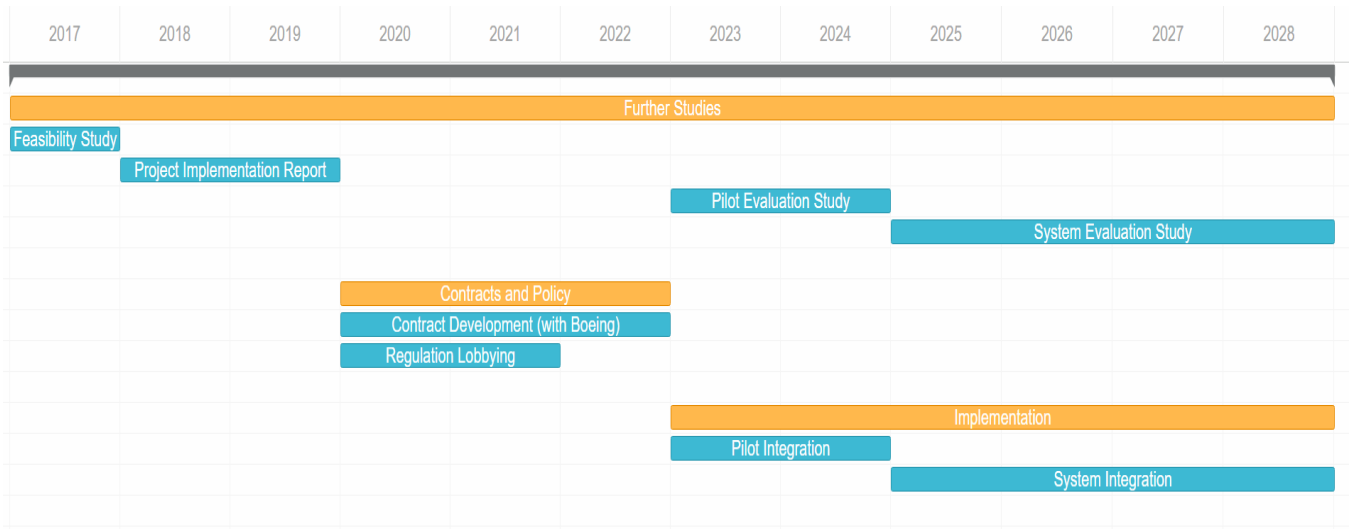 2017 2018 2019 2020 2021 2022 2023 2024 2025 2026 2027 2028
Further Studies
Feasibility Study
Project Implementation Report
Pilot Evaluation Study
System Evaluation Study
Contracts and Policy
Contract Development (with Boeing)
Regulation Lobbying
Implementation
Pilot Integration
System Integration